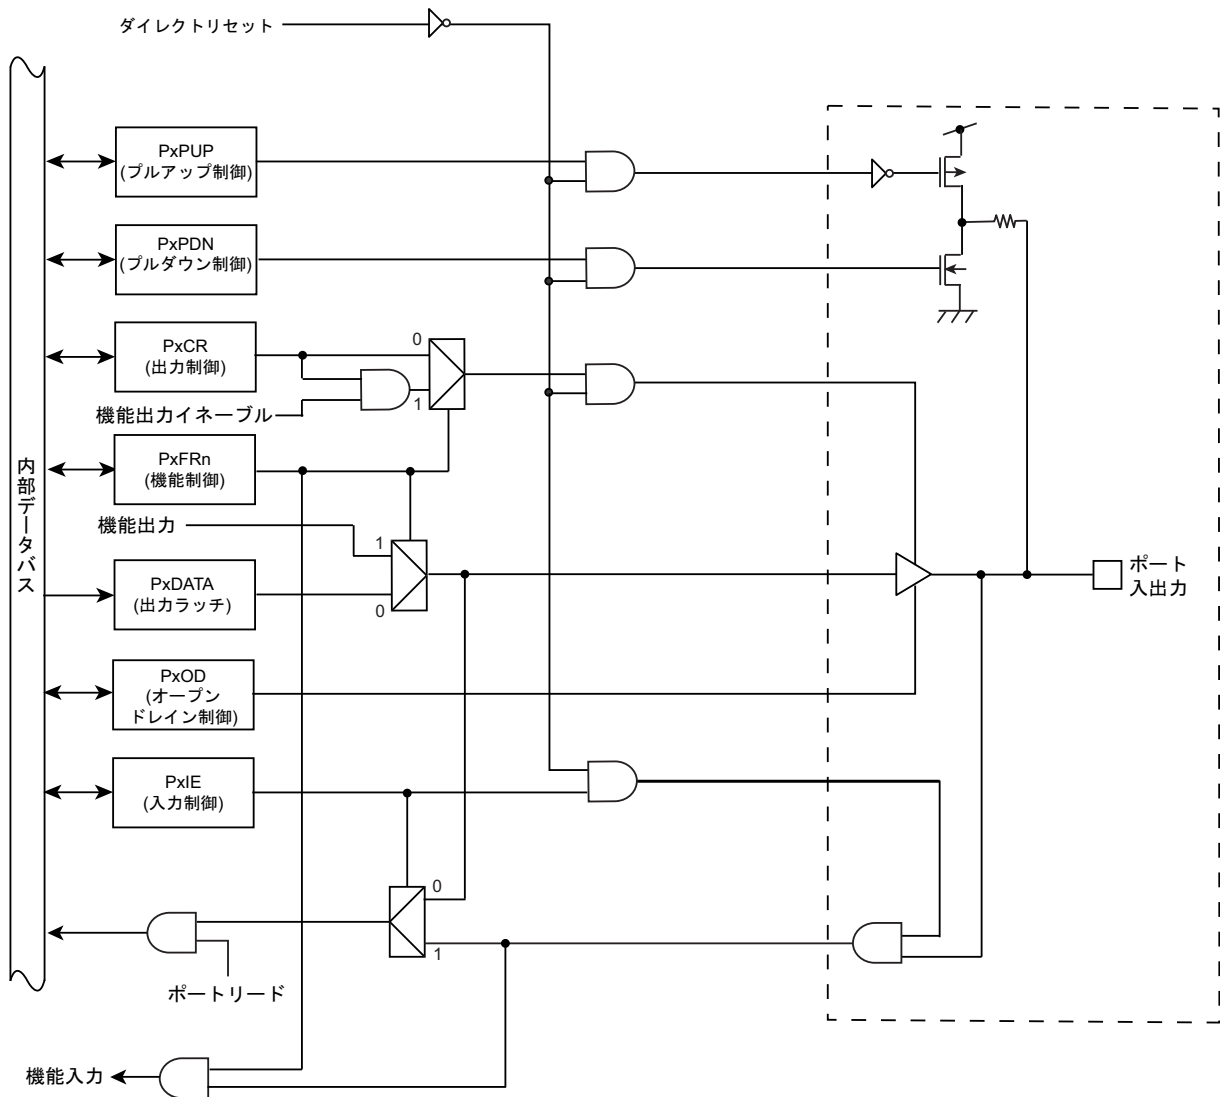 ダイレクトリセット
PxPUP
(プルアップ制御)
PxPDN
(プルダウン制御)
PxCR
(出力制御)
0
1
機能出力イネーブル
PxFRn
(機能制御)
内部データバス
機能出力
1
0
PxDATA
(出力ラッチ)
ポート
入出力
PxOD
(オープン
ドレイン制御)
PxIE
(入力制御)
0
1
ポートリード
機能入力